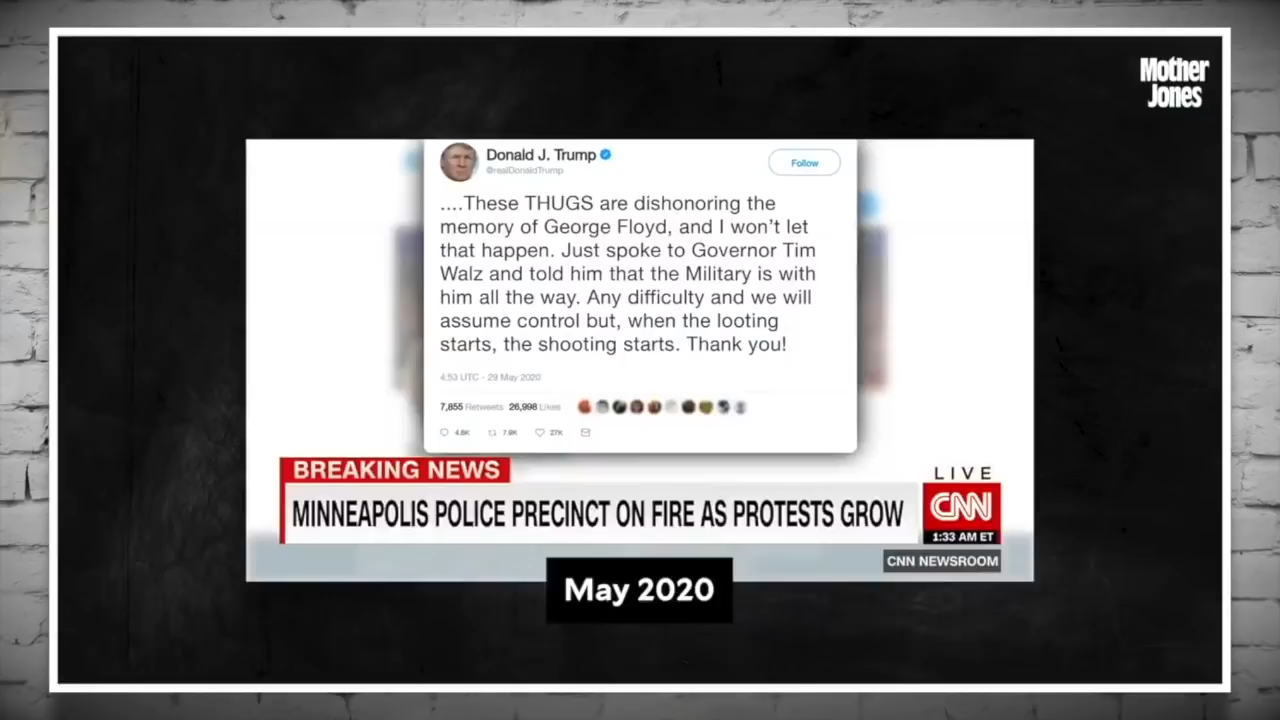 Mother
Jones
Donald J. Trump
@realDonaldTrump
Follow
....These THUGS are dishonoring the
memory of George Floyd, and I won't let
that happen. Just spoke to Governor Tim
Walz and told him that the Military is with
him all the way. Any difficulty and we will
assume control but, when the looting
starts, the shooting starts. Thank you!
4:53 UTC - 29 May 2020
7,855 Retweets 26,998 Likes
4.6K 7.9K 27K
BREAKING NEWS
MINNEAPOLIS POLICE PRECINCT ON FIRE AS PROTESTS GROW
LIVE
CNN
1:33 AM ET
CNN NEWSROOM
May 2020